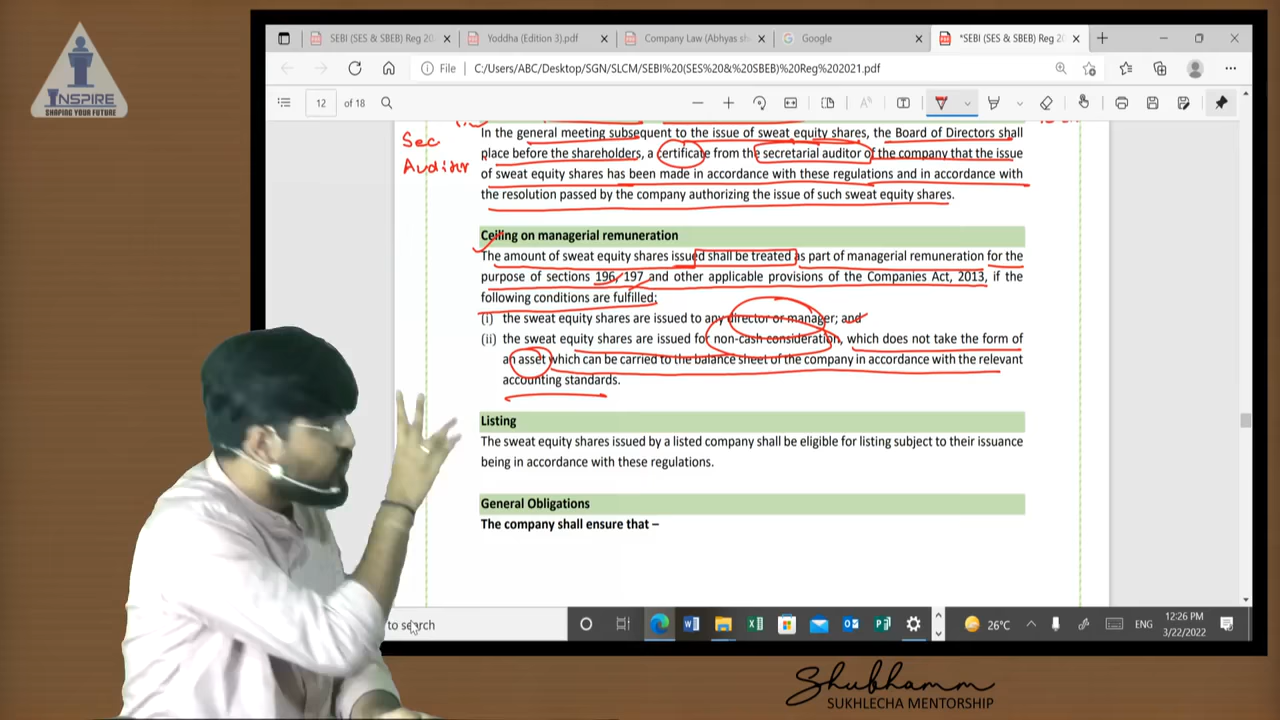 INSPIRE
SHAPING YOUR FUTURE
SEBI (SES & SBEB) Reg 20
Yoddha (Edition 3).pdf
Company Law (Abhyas sh
Google
*SEBI (SES & SBEB) Reg 20
File
C:/Users/ABC/Desktop/SGN/SLCM/SEBI%20(SES%20&%20SBEB)%20Reg%202021.pdf
12 of 18
Sec
Auditor
In the general meeting subsequent to the issue of sweat equity shares, the Board of Directors shall
place before the shareholders, a certificate from the secretarial auditor of the company that the issue
of sweat equity shares has been made in accordance with these regulations and in accordance with
the resolution passed by the company authorizing the issue of such sweat equity shares.
Ceiling on managerial remuneration
The amount of sweat equity shares issued shall be treated as part of managerial remuneration for the
purpose of sections 196, 197 and other applicable provisions of the Companies Act, 2013, if the
following conditions are fulfilled:
(i) the sweat equity shares are issued to any director or manager; and
(ii) the sweat equity shares are issued for non-cash consideration, which does not take the form of
an asset which can be carried to the balance sheet of the company in accordance with the relevant
accounting standards.
Listing
The sweat equity shares issued by a listed company shall be eligible for listing subject to their issuance
being in accordance with these regulations.
General Obligations
The company shall ensure that –
to search
26°C
ENG
12:26 PM
3/22/2022
Shubhamm
SUKHLECHA MENTORSHIP